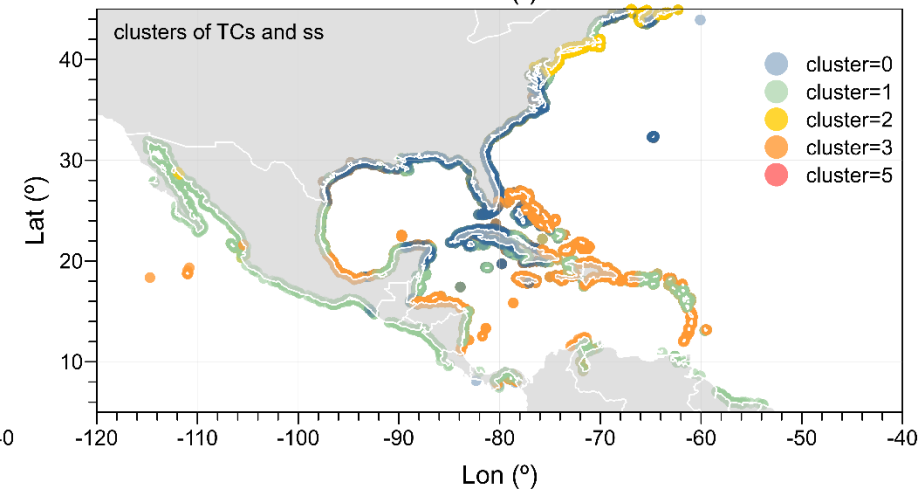 clusters of TCs and ss
cluster=0
cluster=1
cluster=2
cluster=3
cluster=5
Lat (º)
40
30
20
10
0
-120 -110 -100 -90 -80 -70 -60 -50 -40
Lon (º)